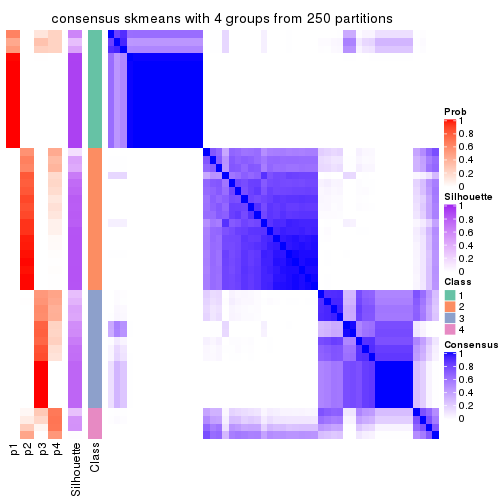 consensus skmeans with 4 groups from 250 partitions
Prob
1
0.8
0.6
0.4
0.2
0
Silhouette
1
0.8
0.6
0.4
0.2
0
Class
1
2
3
4
Consensus
1
0.8
0.6
0.4
0.2
0
p1
p2
p3
p4
Silhouette
Class